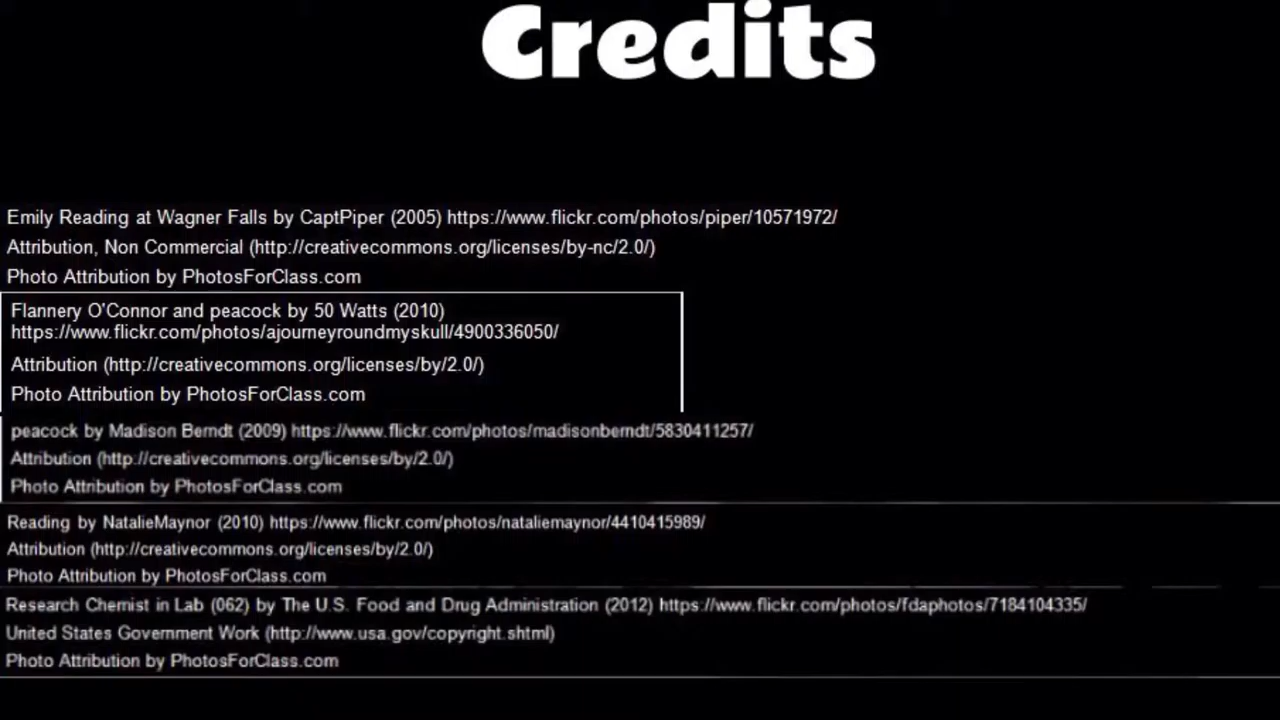 Credits
Emily Reading at Wagner Falls by CaptPiper (2005) https://www.flickr.com/photos/piper/10571972/
Attribution, Non Commercial (http://creativecommons.org/licenses/by-nc/2.0/)
Photo Attribution by PhotosForClass.com
Flannery O'Connor and peacock by 50 Watts (2010)
https://www.flickr.com/photos/ajourneyroundmyskull/4900336050/
Attribution (http://creativecommons.org/licenses/by/2.0/)
Photo Attribution by PhotosForClass.com
peacock by Madison Berndt (2009) https://www.flickr.com/photos/madisonberndt/5830411257/
Attribution (http://creativecommons.org/licenses/by/2.0/)
Photo Attribution by PhotosForClass.com
Reading by NatalieMaynor (2010) https://www.flickr.com/photos/nataliemaynor/4410415989/
Attribution (http://creativecommons.org/licenses/by/2.0/)
Photo Attribution by PhotosForClass.com
Research Chemist in Lab (062) by The U.S. Food and Drug Administration (2012) https://www.flickr.com/photos/fdaphotos/7184104335/
United States Government Work (http://www.usa.gov/copyright.shtml)
Photo Attribution by PhotosForClass.com